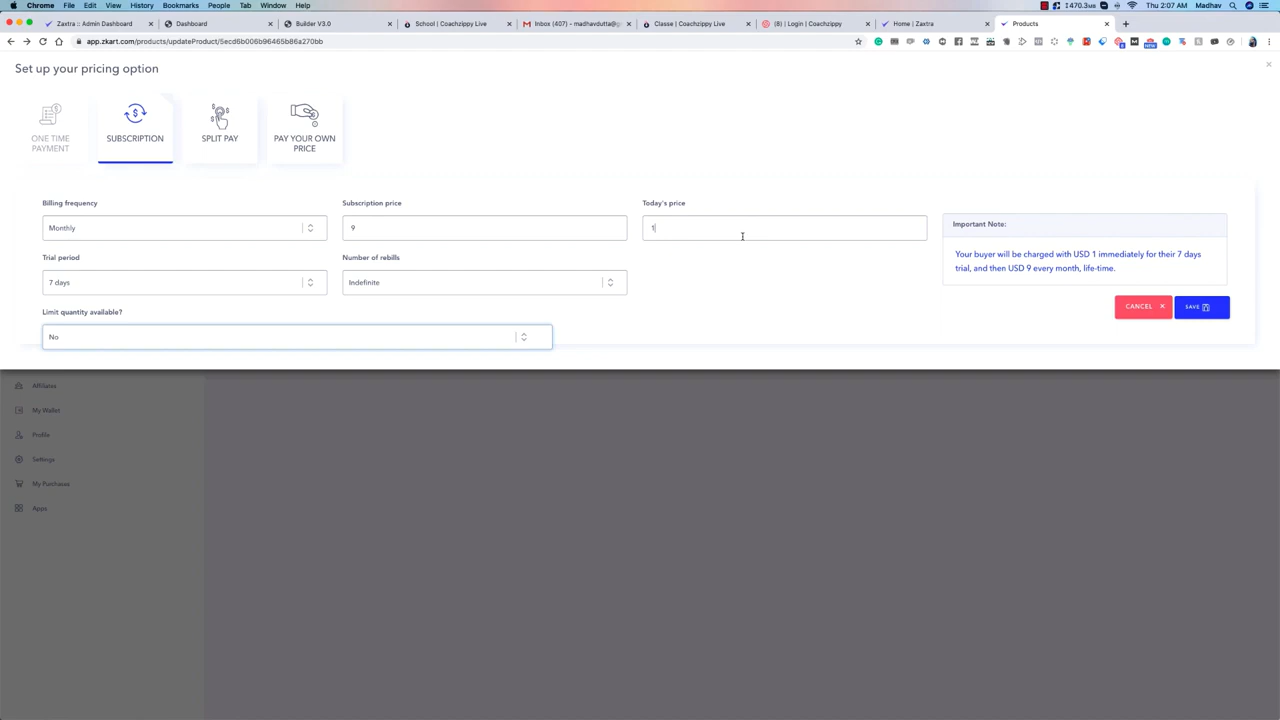 Chrome File Edit View History Bookmarks People Tab Window Help
470.3MB Thu 2:07 AM Madhav
Zaxtra :: Admin Dashboard
Dashboard
Builder V3.0
School | Coachzippy Live
Inbox (407) - madhavdutta@g
Classe | Coachzippy Live
(8) | Login | Coachzippy
Home | Zaxtra
Products
app.zkart.com/products/updateProduct/5ecd6b006b96465b86a270bb
Set up your pricing option
ONE TIME
PAYMENT
SUBSCRIPTION
SPLIT PAY
PAY YOUR OWN
PRICE
Billing frequency
Subscription price
Today's price
Monthly
9
1
Important Note:
Your buyer will be charged with USD 1 immediately for their 7 days
trial, and then USD 9 every month, life-time.
Trial period
Number of rebills
7 days
Indefinite
CANCEL
SAVE
Limit quantity available?
No
Affiliates
My Wallet
Profile
Settings
My Purchases
Apps